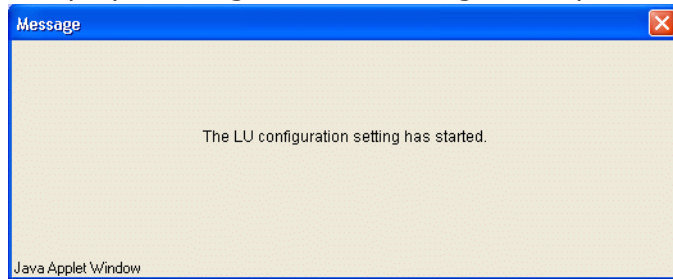 Message
The LU configuration setting has started.
Java Applet Window